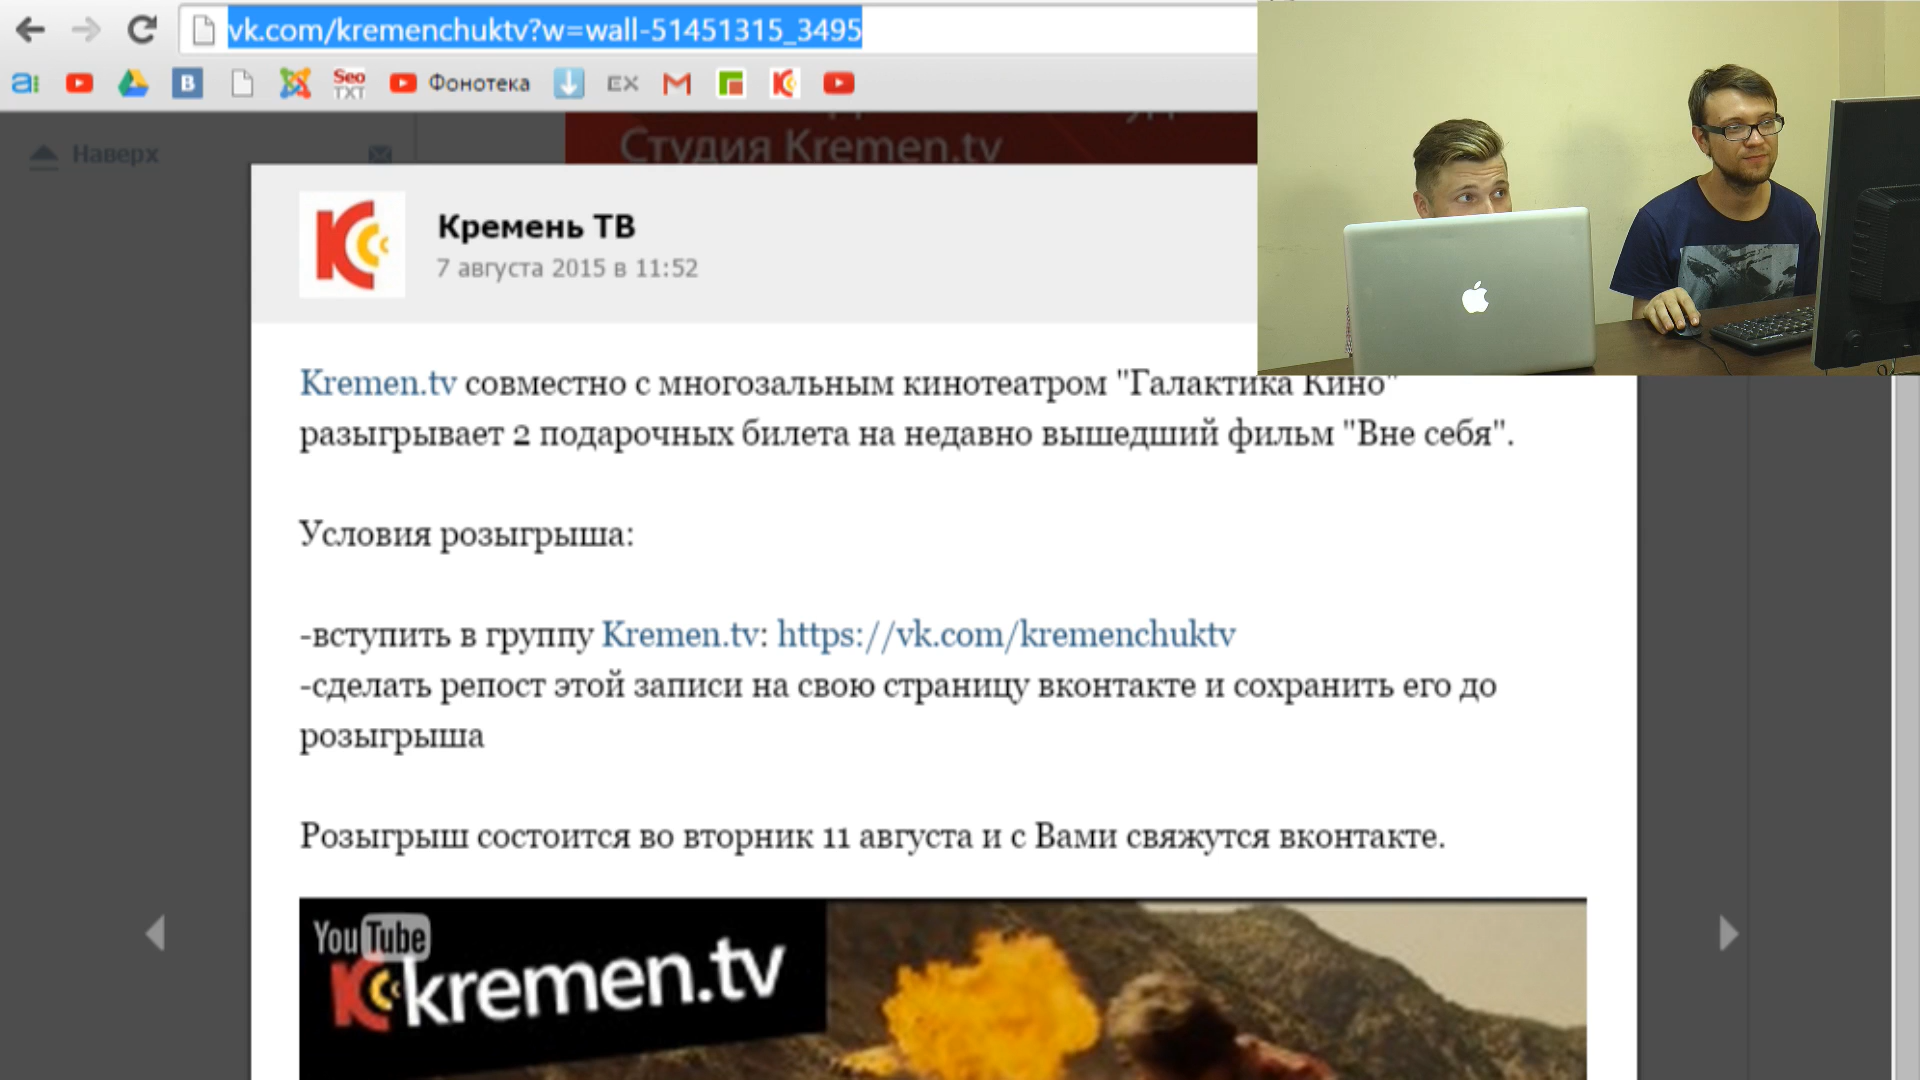 vk.com/kremenchuktv?w=wall-51451315_3495
Seo
TXT
Фонотека
EX
Наверх
Студия Kremen.tv
Кремень ТВ
7 августа 2015 в 11:52
Kremen.tv совместно с многозальным кинотеатром "Галактика Кино"
разыгрывает 2 подарочных билета на недавно вышедший фильм "Вне себя".
Условия розыгрыша:
-вступить в группу Kremen.tv: https://vk.com/kremenchuktv
-сделать репост этой записи на свою страницу вконтакте и сохранить его до
розыгрыша
Розыгрыш состоится во вторник 11 августа и с Вами свяжутся вконтакте.
YouTube
kremen.tv